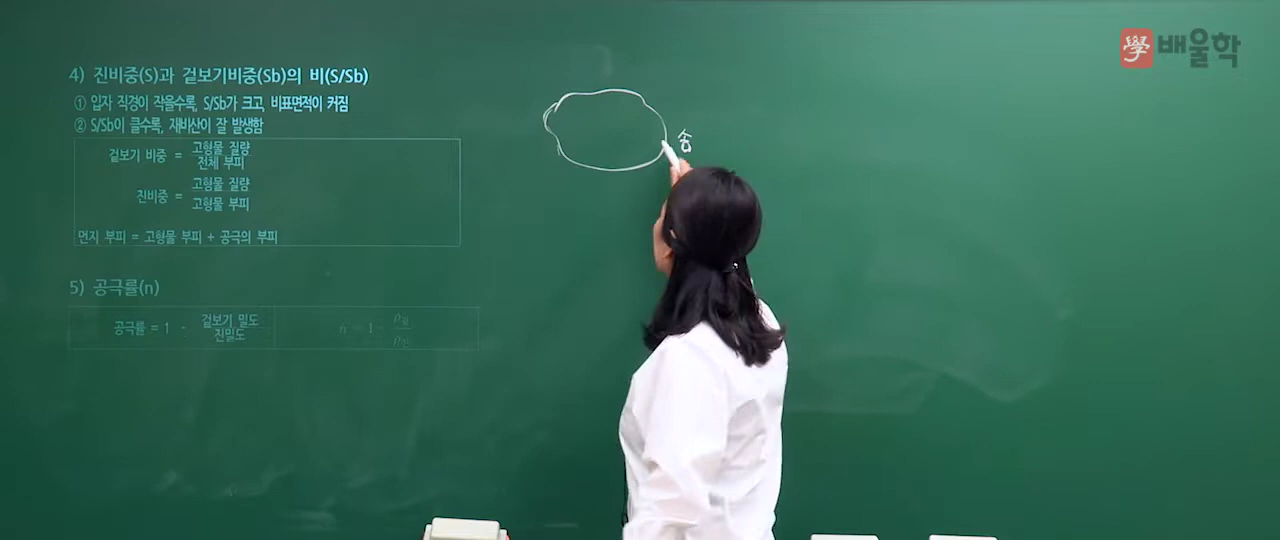 學 배울학
4) 진비중(S)과 겉보기비중(Sb)의 비(S/Sb)
① 입자 직경이 작을수록, S/Sb가 크고, 비표면적이 커짐
② S/Sb이 클수록, 재비산이 잘 발생함
겉보기 비중 = 고형물 질량
전체 부피
진비중 = 고형물 질량
고형물 부피
먼지 부피 = 고형물 부피 + 공극의 부피
5) 공극률(n)
공극률 = 1 - 겉보기 밀도
진밀도
n = 1 -
솜